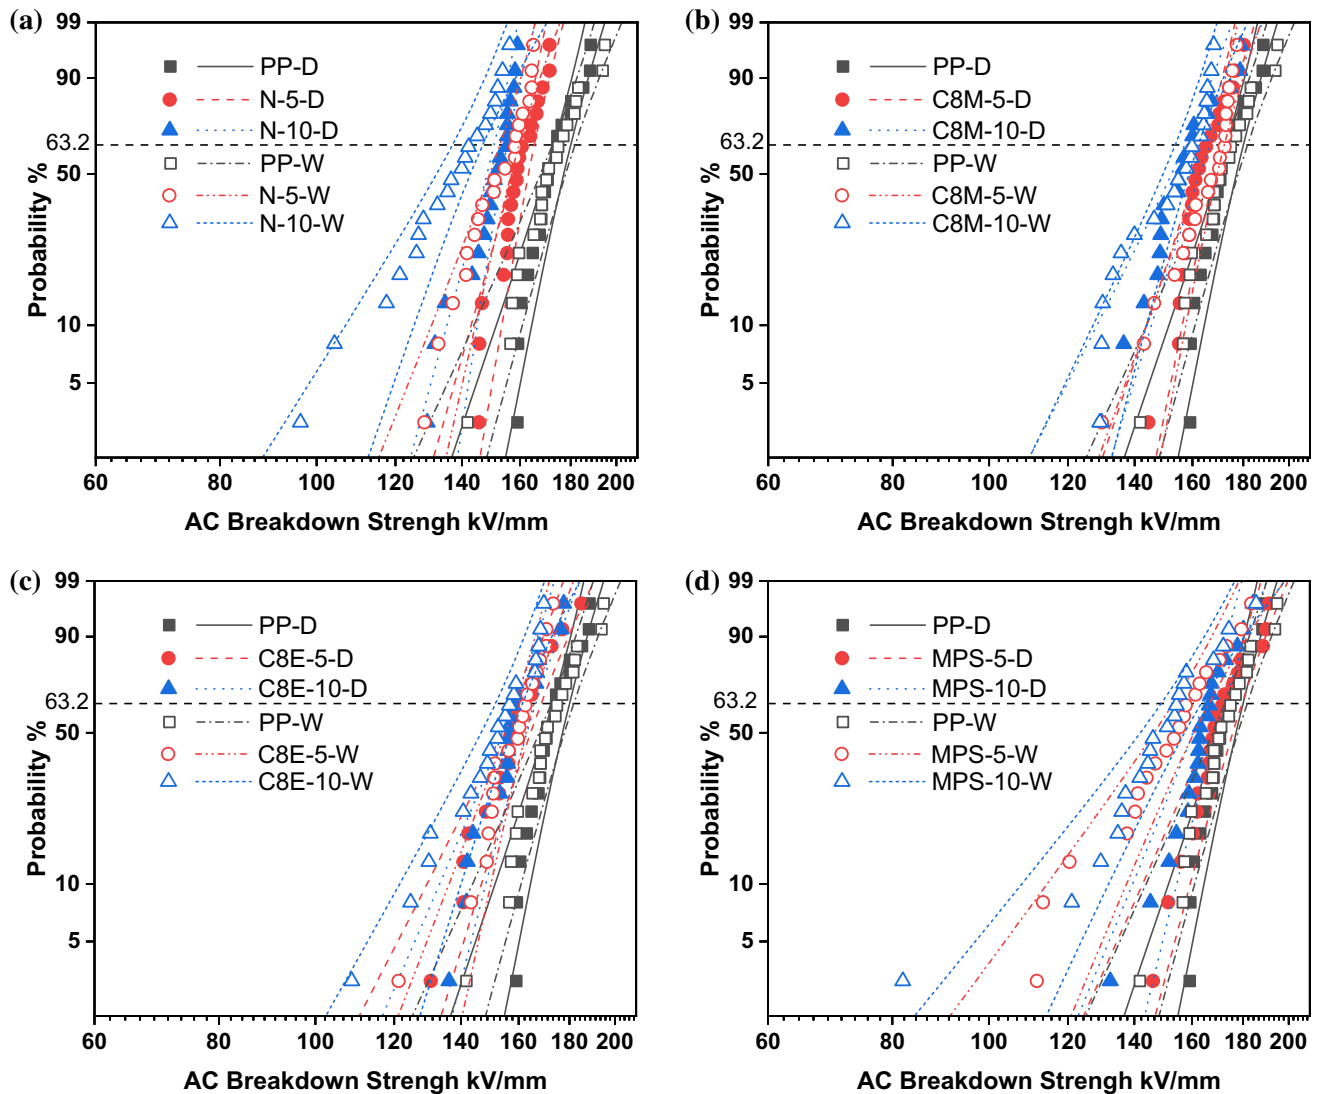 (a)
99
90
63.2
50
10
5
Probability %
PP-D
N-5-D
N-10-D
PP-W
N-5-W
N-10-W
60 100 120 140 160 180 200
AC Breakdown Strengh kV/mm
(b)
99
90
63.2
50
10
5
Probability %
PP-D
C8M-5-D
C8M-10-D
PP-W
C8M-5-W
C8M-10-W
60 100 120 140 160 180 200
AC Breakdown Strengh kV/mm
(c)
99
90
63.2
50
10
5
Probability %
PP-D
C8E-5-D
C8E-10-D
PP-W
C8E-5-W
C8E-10-W
60 100 120 140 160 180 200
AC Breakdown Strengh kV/mm
(d)
99
90
63.2
50
10
5
Probability %
PP-D
MPS-5-D
MPS-10-D
PP-W
MPS-5-W
MPS-10-W
60 100 120 140 160 180 200
AC Breakdown Strengh kV/mm